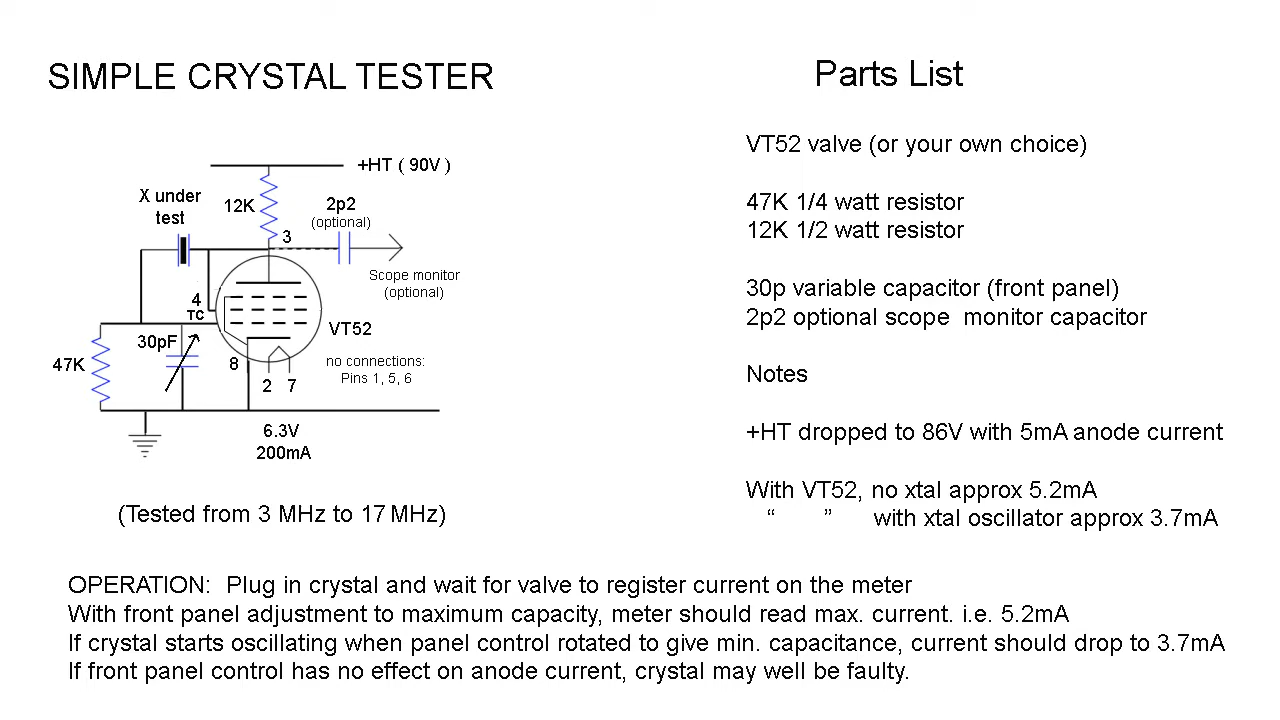 SIMPLE CRYSTAL TESTER
Parts List
+HT ( 90V )
X under
test
12K
2p2
(optional)
3
Scope monitor
(optional)
4
TC
VT52
30pF
47K
8
no connections:
Pins 1, 5, 6
2 7
6.3V
200mA
(Tested from 3 MHz to 17 MHz)
VT52 valve (or your own choice)
47K 1/4 watt resistor
12K 1/2 watt resistor
30p variable capacitor (front panel)
2p2 optional scope monitor capacitor
Notes
+HT dropped to 86V with 5mA anode current
With VT52, no xtal approx 5.2mA
“ ” with xtal oscillator approx 3.7mA
OPERATION: Plug in crystal and wait for valve to register current on the meter
With front panel adjustment to maximum capacity, meter should read max. current. i.e. 5.2mA
If crystal starts oscillating when panel control rotated to give min. capacitance, current should drop to 3.7mA
If front panel control has no effect on anode current, crystal may well be faulty.